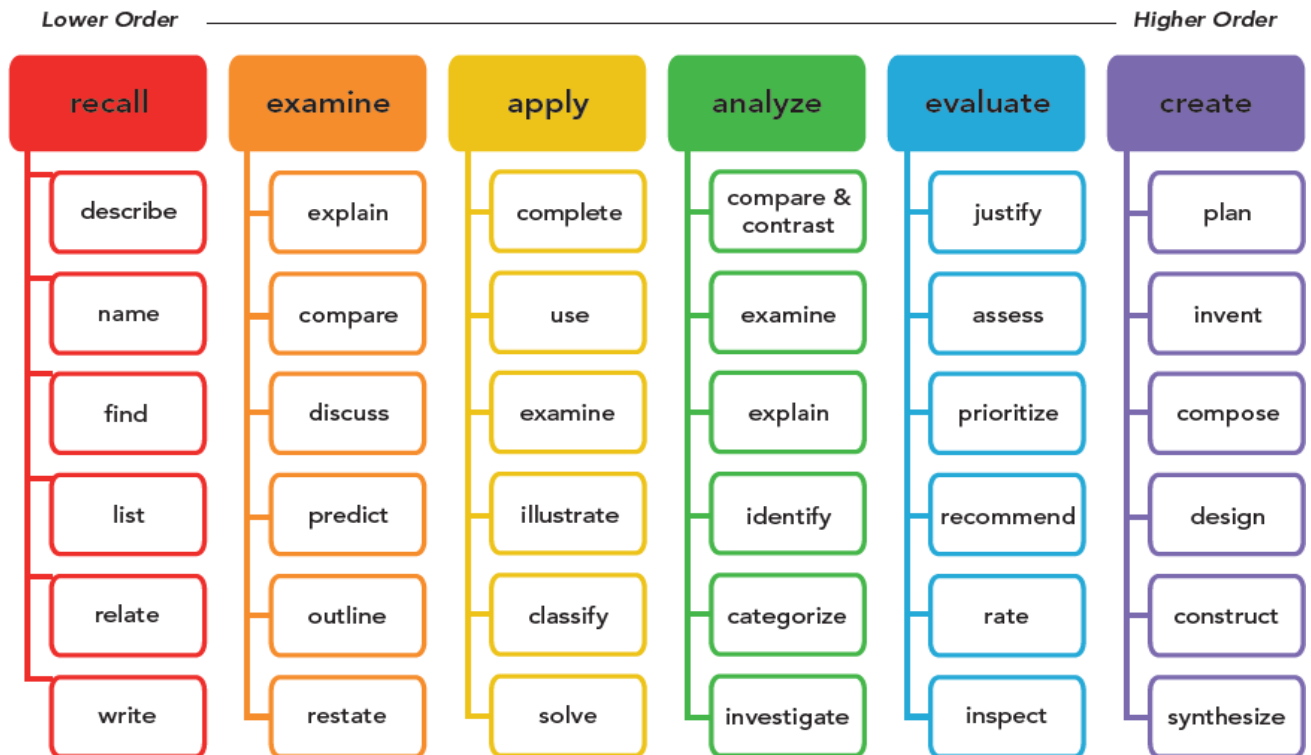 Lower Order
Higher Order
recall
examine
apply
analyze
evaluate
create
describe
explain
complete
compare &
contrast
justify
plan
name
compare
use
examine
assess
invent
find
discuss
examine
explain
prioritize
compose
list
predict
illustrate
identify
recommend
design
relate
outline
classify
categorize
rate
construct
write
restate
solve
investigate
inspect
synthesize